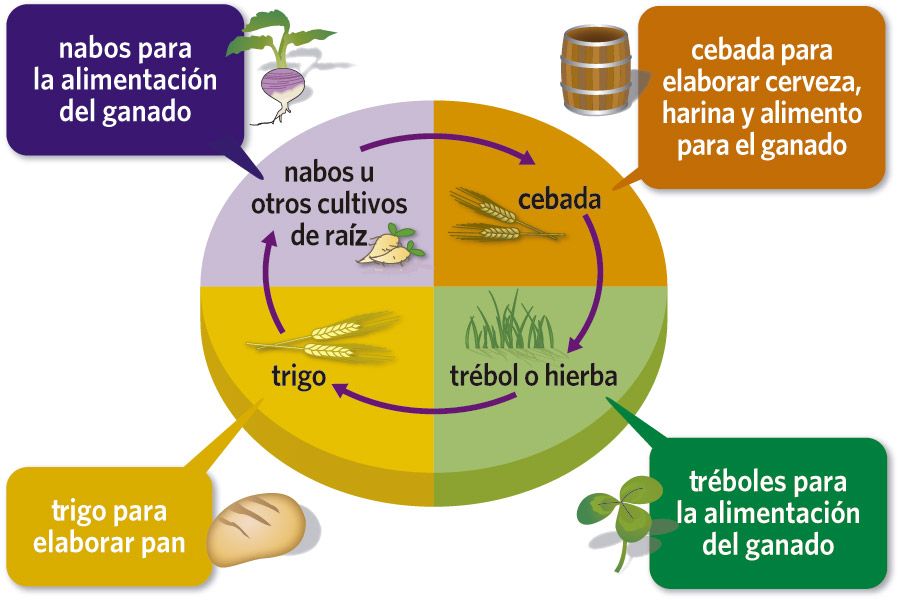 nabos para
la alimentación
del ganado
cebada para
elaborar cerveza,
harina y alimento
para el ganado
nabos u
otros cultivos
de raíz
cebada
trigo
trébol o hierba
trigo para
elaborar pan
tréboles para
la alimentación
del ganado